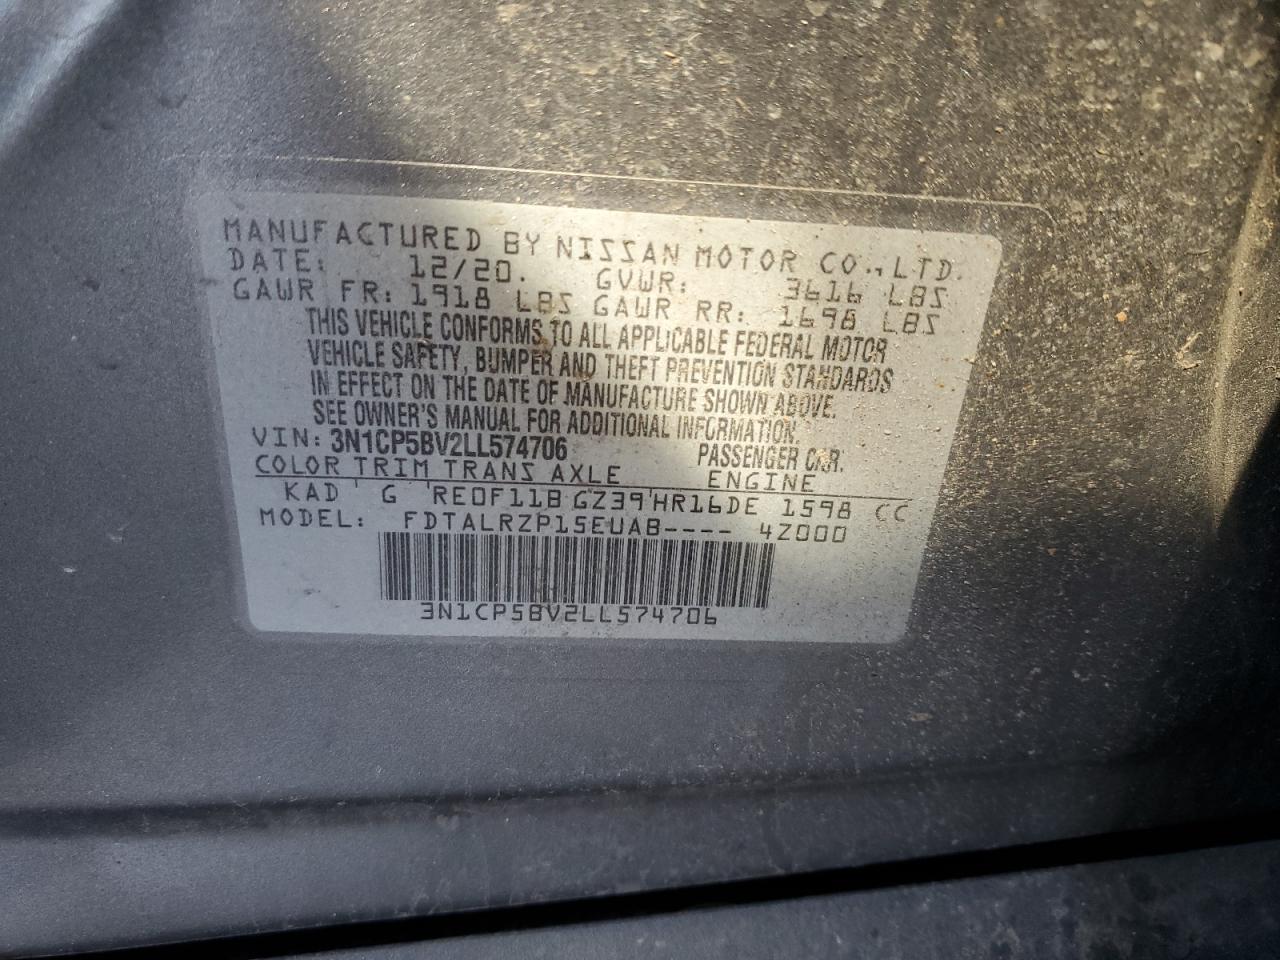 MANUFACTURED BY NISSAN MOTOR CO.,LTD.
DATE: 12/20. GVWR: 3616 LBS
GAWR FR: 1918 LBS GAWR RR: 1698 LBS
THIS VEHICLE CONFORMS TO ALL APPLICABLE FEDERAL MOTOR
VEHICLE SAFETY, BUMPER AND THEFT PREVENTION STANDARDS
IN EFFECT ON THE DATE OF MANUFACTURE SHOWN ABOVE.
SEE OWNER'S MANUAL FOR ADDITIONAL INFORMATION.
VIN: 3N1CP5BV2LL574706 PASSENGER CAR.
COLOR TRIM TRANS AXLE ENGINE
KAD G RE0F11B GZ39 HR16DE 1598 CC
MODEL: FDTALRZP15EUAB---- 4Z000
3N1CP5BV2LL574706